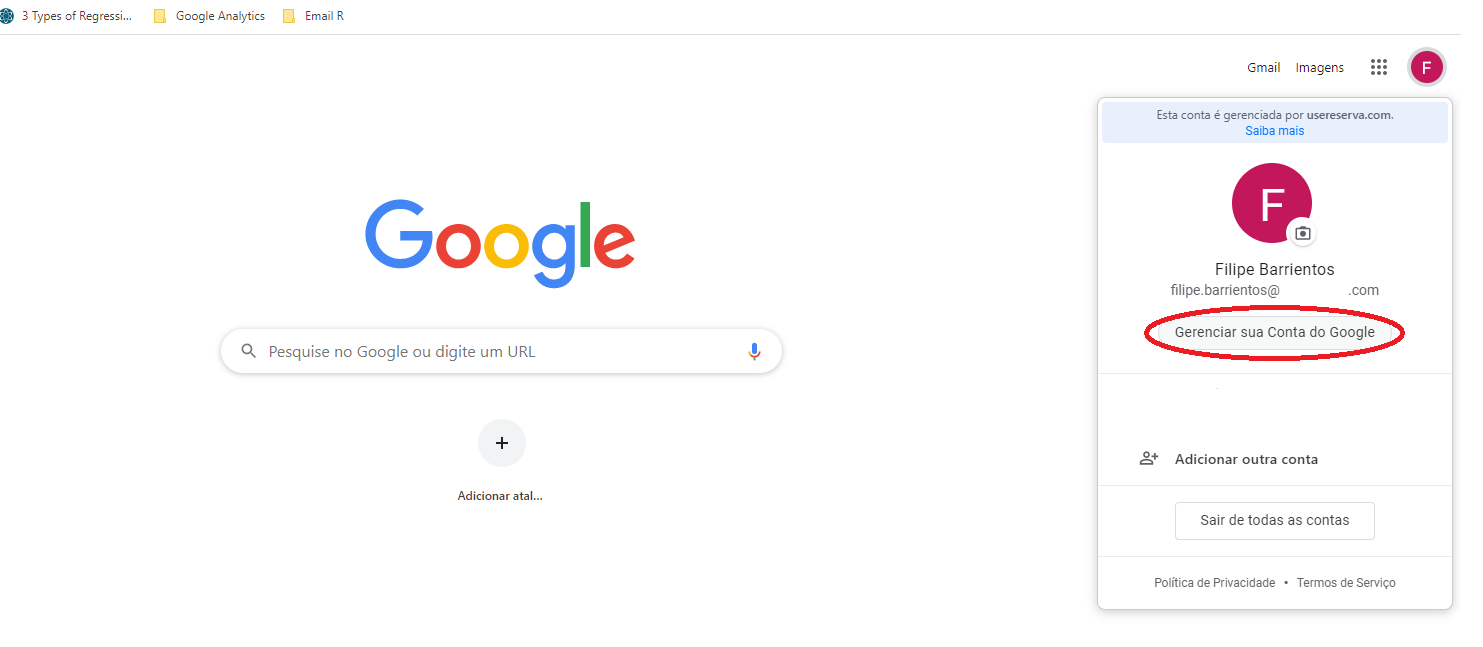 3 Types of Regressi... Google Analytics Email R
Gmail Imagens F
Esta conta é gerenciada por usereserva.com.
Saiba mais
F
Google
Filipe Barrientos
filipe.barrientos@ .com
Gerenciar sua Conta do Google
Pesquise no Google ou digite um URL
Adicionar atal...
Adicionar outra conta
Sair de todas as contas
Política de Privacidade • Termos de Serviço